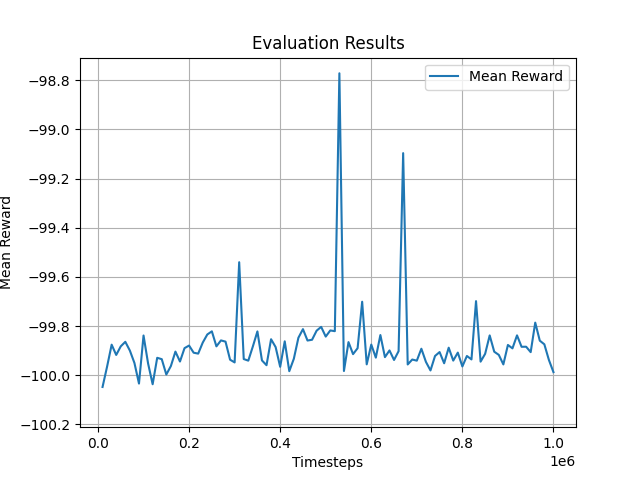 Evaluation Results
Mean Reward
−98.8
−99.0
−99.2
−99.4
−99.6
−99.8
−100.0
−100.2
Mean Reward
0.0 0.2 0.4 0.6 0.8 1.0
1e6
Timesteps